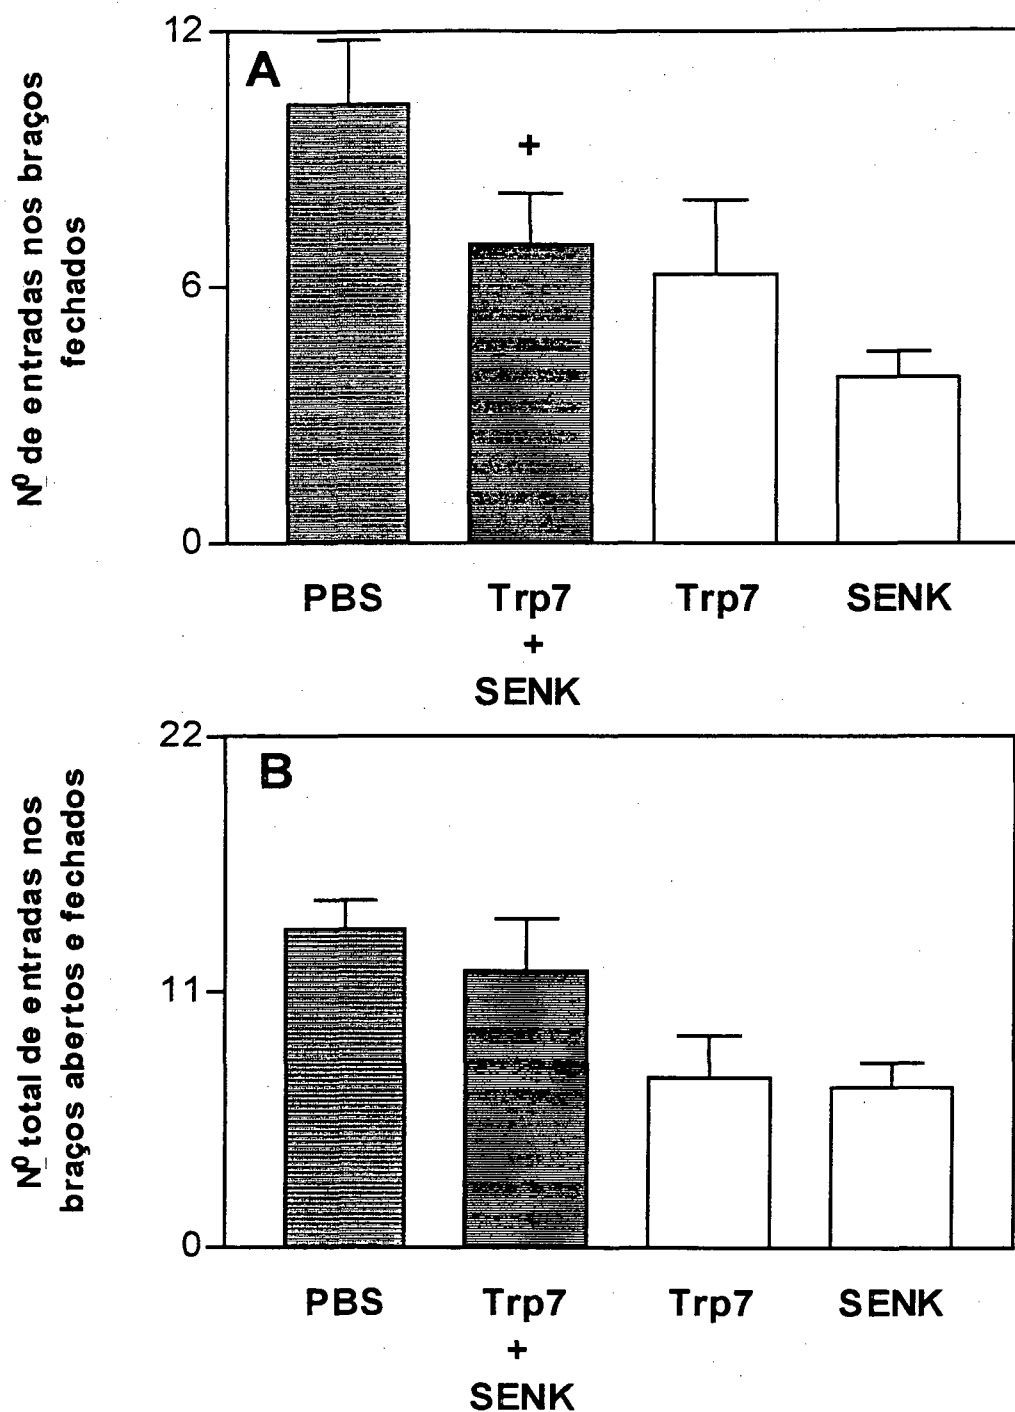 Nº de entradas nos braços
fechados
12
6
0
A
+
PBS
Trp7
+
SENK
Trp7
SENK
Nº total de entradas nos
braços abertos e fechados
22
11
0
B
PBS
Trp7
+
SENK
Trp7
SENK